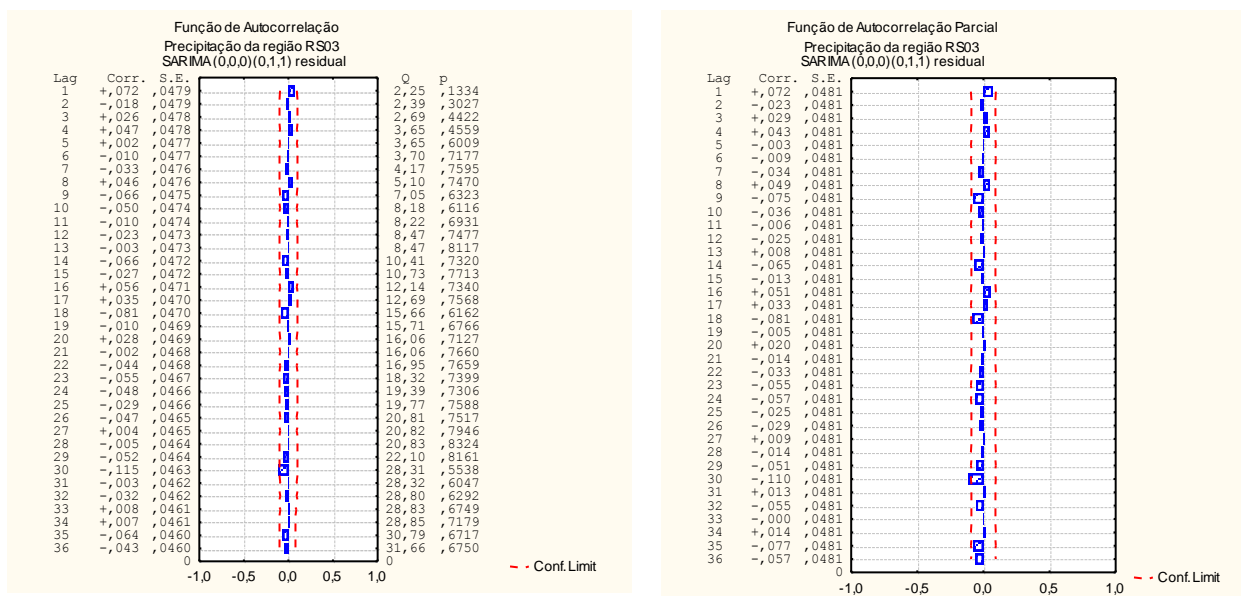 Função de Autocorrelação
Precipitação da região RS03
SARIMA (0,0,0)(0,1,1) residual
Lag Corr. S.E. Q p
1 +,072 ,0479 2,25 ,1334
2 -,018 ,0479 2,39 ,3027
3 +,026 ,0478 2,69 ,4422
4 +,047 ,0478 3,65 ,4559
5 +,002 ,0477 3,65 ,6009
6 -,010 ,0477 3,70 ,7177
7 -,033 ,0476 4,17 ,7595
8 +,046 ,0476 5,10 ,7470
9 -,066 ,0475 7,05 ,6323
10 -,050 ,0474 8,18 ,6116
11 -,010 ,0474 8,22 ,6931
12 -,023 ,0473 8,47 ,7477
13 -,003 ,0473 8,47 ,8117
14 -,066 ,0472 10,41 ,7320
15 -,027 ,0472 10,73 ,7713
16 +,056 ,0471 12,14 ,7340
17 +,035 ,0470 12,69 ,7568
18 -,081 ,0470 15,66 ,6162
19 -,010 ,0469 15,71 ,6766
20 +,028 ,0469 16,06 ,7127
21 -,002 ,0468 16,06 ,7660
22 -,044 ,0468 16,95 ,7659
23 -,055 ,0467 18,32 ,7399
24 -,048 ,0466 19,39 ,7306
25 -,029 ,0466 19,77 ,7588
26 -,047 ,0465 20,81 ,7517
27 +,004 ,0465 20,82 ,7946
28 -,005 ,0464 20,83 ,8324
29 -,052 ,0464 22,10 ,8161
30 -,115 ,0463 28,31 ,5538
31 -,003 ,0462 28,32 ,6047
32 -,032 ,0462 28,80 ,6292
33 +,008 ,0461 28,83 ,6749
34 +,007 ,0461 28,85 ,7179
35 -,064 ,0460 30,79 ,6717
36 -,043 ,0460 31,66 ,6750
0 0
-1,0 -0,5 0,0 0,5 1,0
Conf. Limit
Função de Autocorrelação Parcial
Precipitação da região RS03
SARIMA (0,0,0)(0,1,1) residual
Lag Corr. S.E.
1 +,072 ,0481
2 -,023 ,0481
3 +,029 ,0481
4 +,043 ,0481
5 -,003 ,0481
6 -,009 ,0481
7 -,034 ,0481
8 +,049 ,0481
9 -,075 ,0481
10 -,036 ,0481
11 -,006 ,0481
12 -,025 ,0481
13 +,008 ,0481
14 -,065 ,0481
15 -,013 ,0481
16 +,051 ,0481
17 +,033 ,0481
18 -,081 ,0481
19 -,005 ,0481
20 +,020 ,0481
21 -,014 ,0481
22 -,033 ,0481
23 -,055 ,0481
24 -,057 ,0481
25 -,025 ,0481
26 -,029 ,0481
27 +,009 ,0481
28 -,014 ,0481
29 -,051 ,0481
30 -,110 ,0481
31 +,013 ,0481
32 -,055 ,0481
33 -,000 ,0481
34 +,014 ,0481
35 -,077 ,0481
36 -,057 ,0481
0
-1,0 -0,5 0,0 0,5 1,0
Conf. Limit